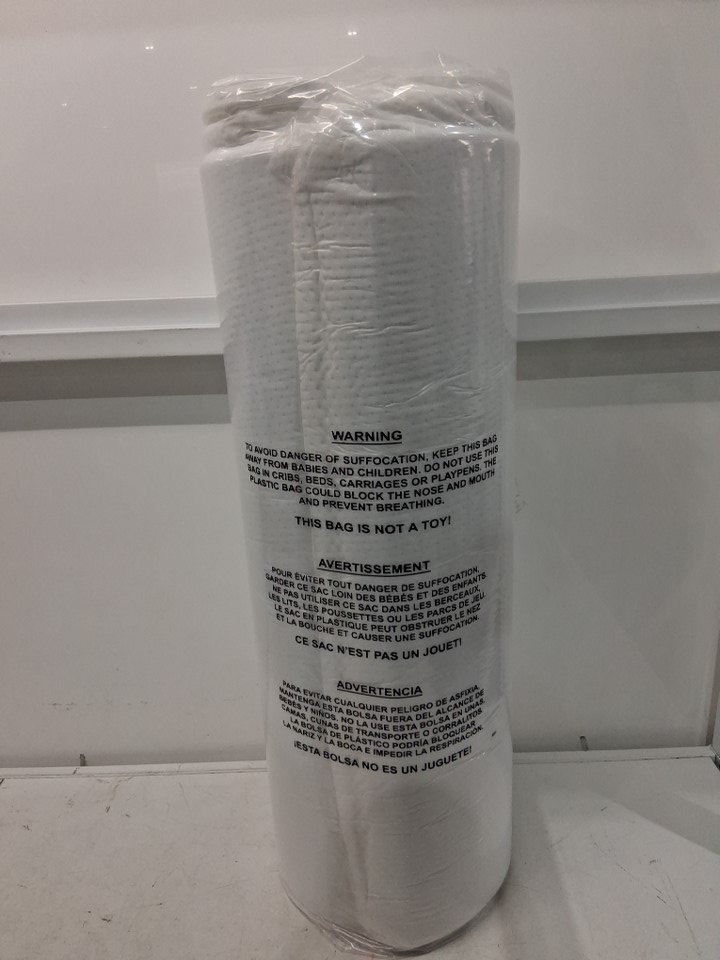 WARNING
TO AVOID DANGER OF SUFFOCATION, KEEP THIS BAG
AWAY FROM BABIES AND CHILDREN. DO NOT USE THIS
BAG IN CRIBS, BEDS, CARRIAGES OR PLAYPENS. THE
PLASTIC BAG COULD BLOCK THE NOSE AND MOUTH
AND PREVENT BREATHING.
THIS BAG IS NOT A TOY!
AVERTISSEMENT
POUR ÉVITER TOUT DANGER DE SUFFOCATION,
GARDER CE SAC LOIN DES BÉBÉS ET DES ENFANTS.
NE PAS UTILISER CE SAC DANS LES BERCEAUX,
LES LITS, LES POUSSETTES OU LES PARCS DE JEU.
LE SAC EN PLASTIQUE PEUT OBSTRUER LE NEZ
ET LA BOUCHE ET CAUSER UNE SUFFOCATION.
CE SAC N'EST PAS UN JOUET!
ADVERTENCIA
PARA EVITAR CUALQUIER PELIGRO DE ASFIXIA,
MANTENGA ESTA BOLSA FUERA DEL ALCANCE DE
BEBÉS Y NIÑOS. NO LA USE ESTA BOLSA EN UNAS,
CAMAS, CUNAS DE TRANSPORTE O CORRALITOS.
LA BOLSA DE PLÁSTICO PODRÍA BLOQUEAR
LA NARIZ Y LA BOCA E IMPEDIR LA RESPIRACIÓN.
¡ESTA BOLSA NO ES UN JUGUETE!